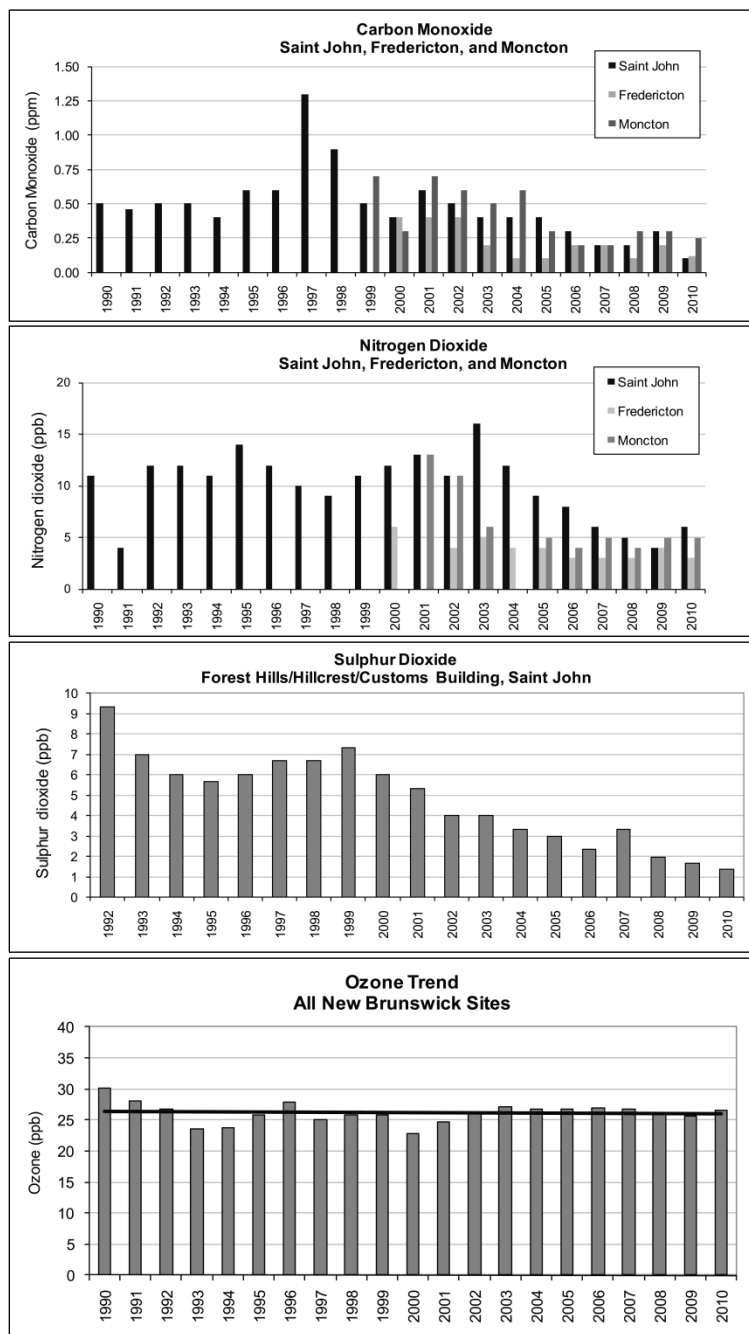 Carbon Monoxide
Saint John, Fredericton, and Moncton
Carbon Monoxide (ppm)
1.50
1.25
1.00
0.75
0.50
0.25
0.00
Saint John
Fredericton
Moncton
1990 1991 1992 1993 1994 1995 1996 1997 1998 1999 2000 2001 2002 2003 2004 2005 2006 2007 2008 2009 2010
Nitrogen Dioxide
Saint John, Fredericton, and Moncton
Nitrogen dioxide (ppb)
20
15
10
5
0
Saint John
Fredericton
Moncton
1990 1991 1992 1993 1994 1995 1996 1997 1998 1999 2000 2001 2002 2003 2004 2005 2006 2007 2008 2009 2010
Sulphur Dioxide
Forest Hills/Hillcrest/Customs Building, Saint John
Sulphur dioxide (ppb)
10
9
8
7
6
5
4
3
2
1
0
1992 1993 1994 1995 1996 1997 1998 1999 2000 2001 2002 2003 2004 2005 2006 2007 2008 2009 2010
Ozone Trend
All New Brunswick Sites
Ozone (ppb)
40
35
30
25
20
15
10
5
0
1990 1991 1992 1993 1994 1995 1996 1997 1998 1999 2000 2001 2002 2003 2004 2005 2006 2007 2008 2009 2010